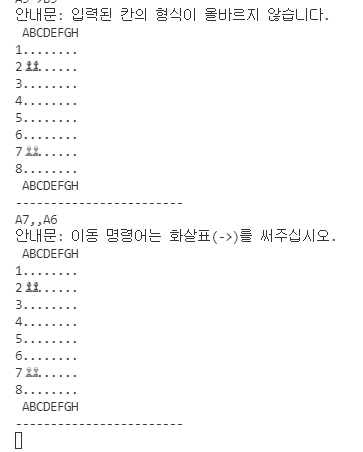 안내문: 입력된 칸의 형식이 올바르지 않습니다.
 ABCDEFGH
1........
2♟♟......
3........
4........
5........
6........
7♙♙......
8........
 ABCDEFGH
------------------------
A7,,A6
안내문: 이동 명령어는 화살표(->)를 써주십시오.
 ABCDEFGH
1........
2♟♟......
3........
4........
5........
6........
7♙♙......
8........
 ABCDEFGH
------------------------